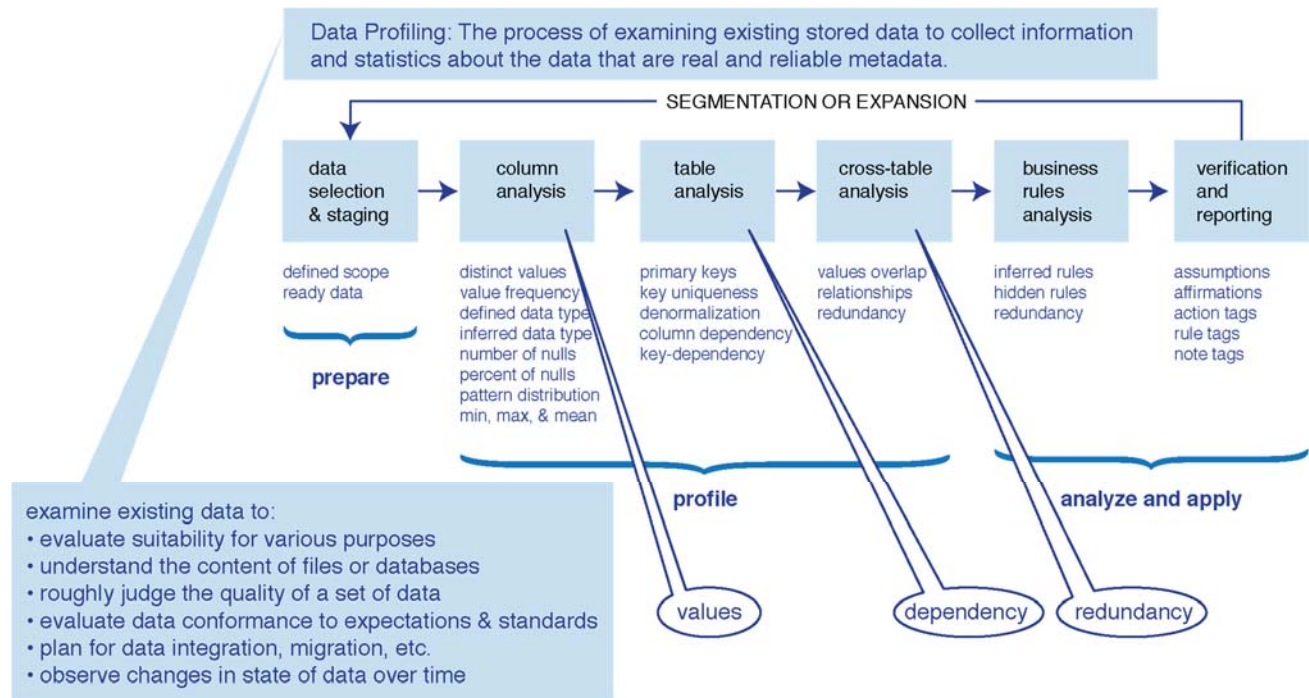 Data Profiling: The process of examining existing stored data to collect information
and statistics about the data that are real and reliable metadata.
SEGMENTATION OR EXPANSION
data
selection
& staging
column
analysis
table
analysis
cross-table
analysis
business
rules
analysis
verification
and
reporting
defined scope
ready data
prepare
distinct values
value frequency
defined data type
inferred data type
number of nulls
percent of nulls
pattern distribution
min, max, & mean
primary keys
key uniqueness
denormalization
column dependency
key-dependency
values overlap
relationships
redundancy
inferred rules
hidden rules
redundancy
assumptions
affirmations
action tags
rule tags
note tags
profile
analyze and apply
examine existing data to:
• evaluate suitability for various purposes
• understand the content of files or databases
• roughly judge the quality of a set of data
• evaluate data conformance to expectations & standards
• plan for data integration, migration, etc.
• observe changes in state of data over time
values
dependency
redundancy